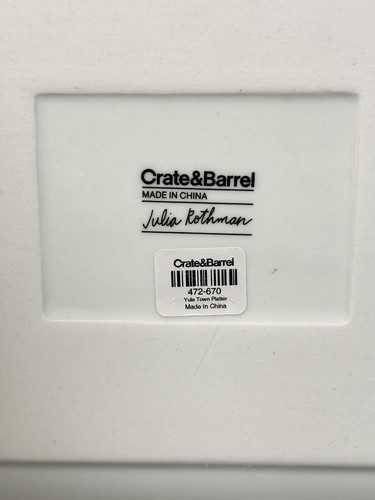 Crate&Barrel
MADE IN CHINA
Julia Rothman
Crate&Barrel
472-670
Yule Town Platter
Made In China